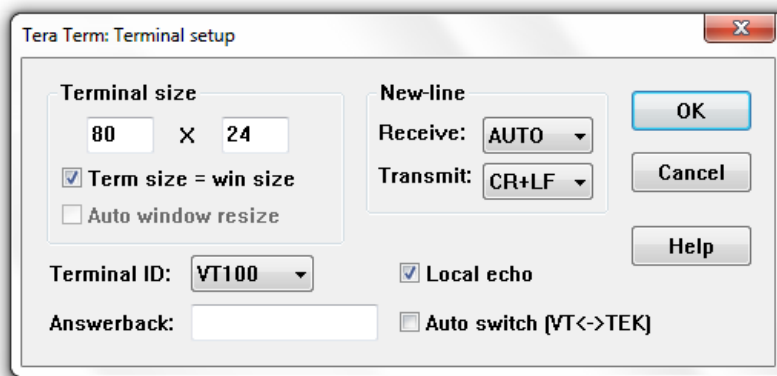 Tera Term: Terminal setup
Terminal size
80 X 24
Term size = win size
Auto window resize
New-line
Receive: AUTO
Transmit: CR+LF
OK
Cancel
Help
Terminal ID: VT100
Local echo
Answerback:
Auto switch (VT<->TEK)